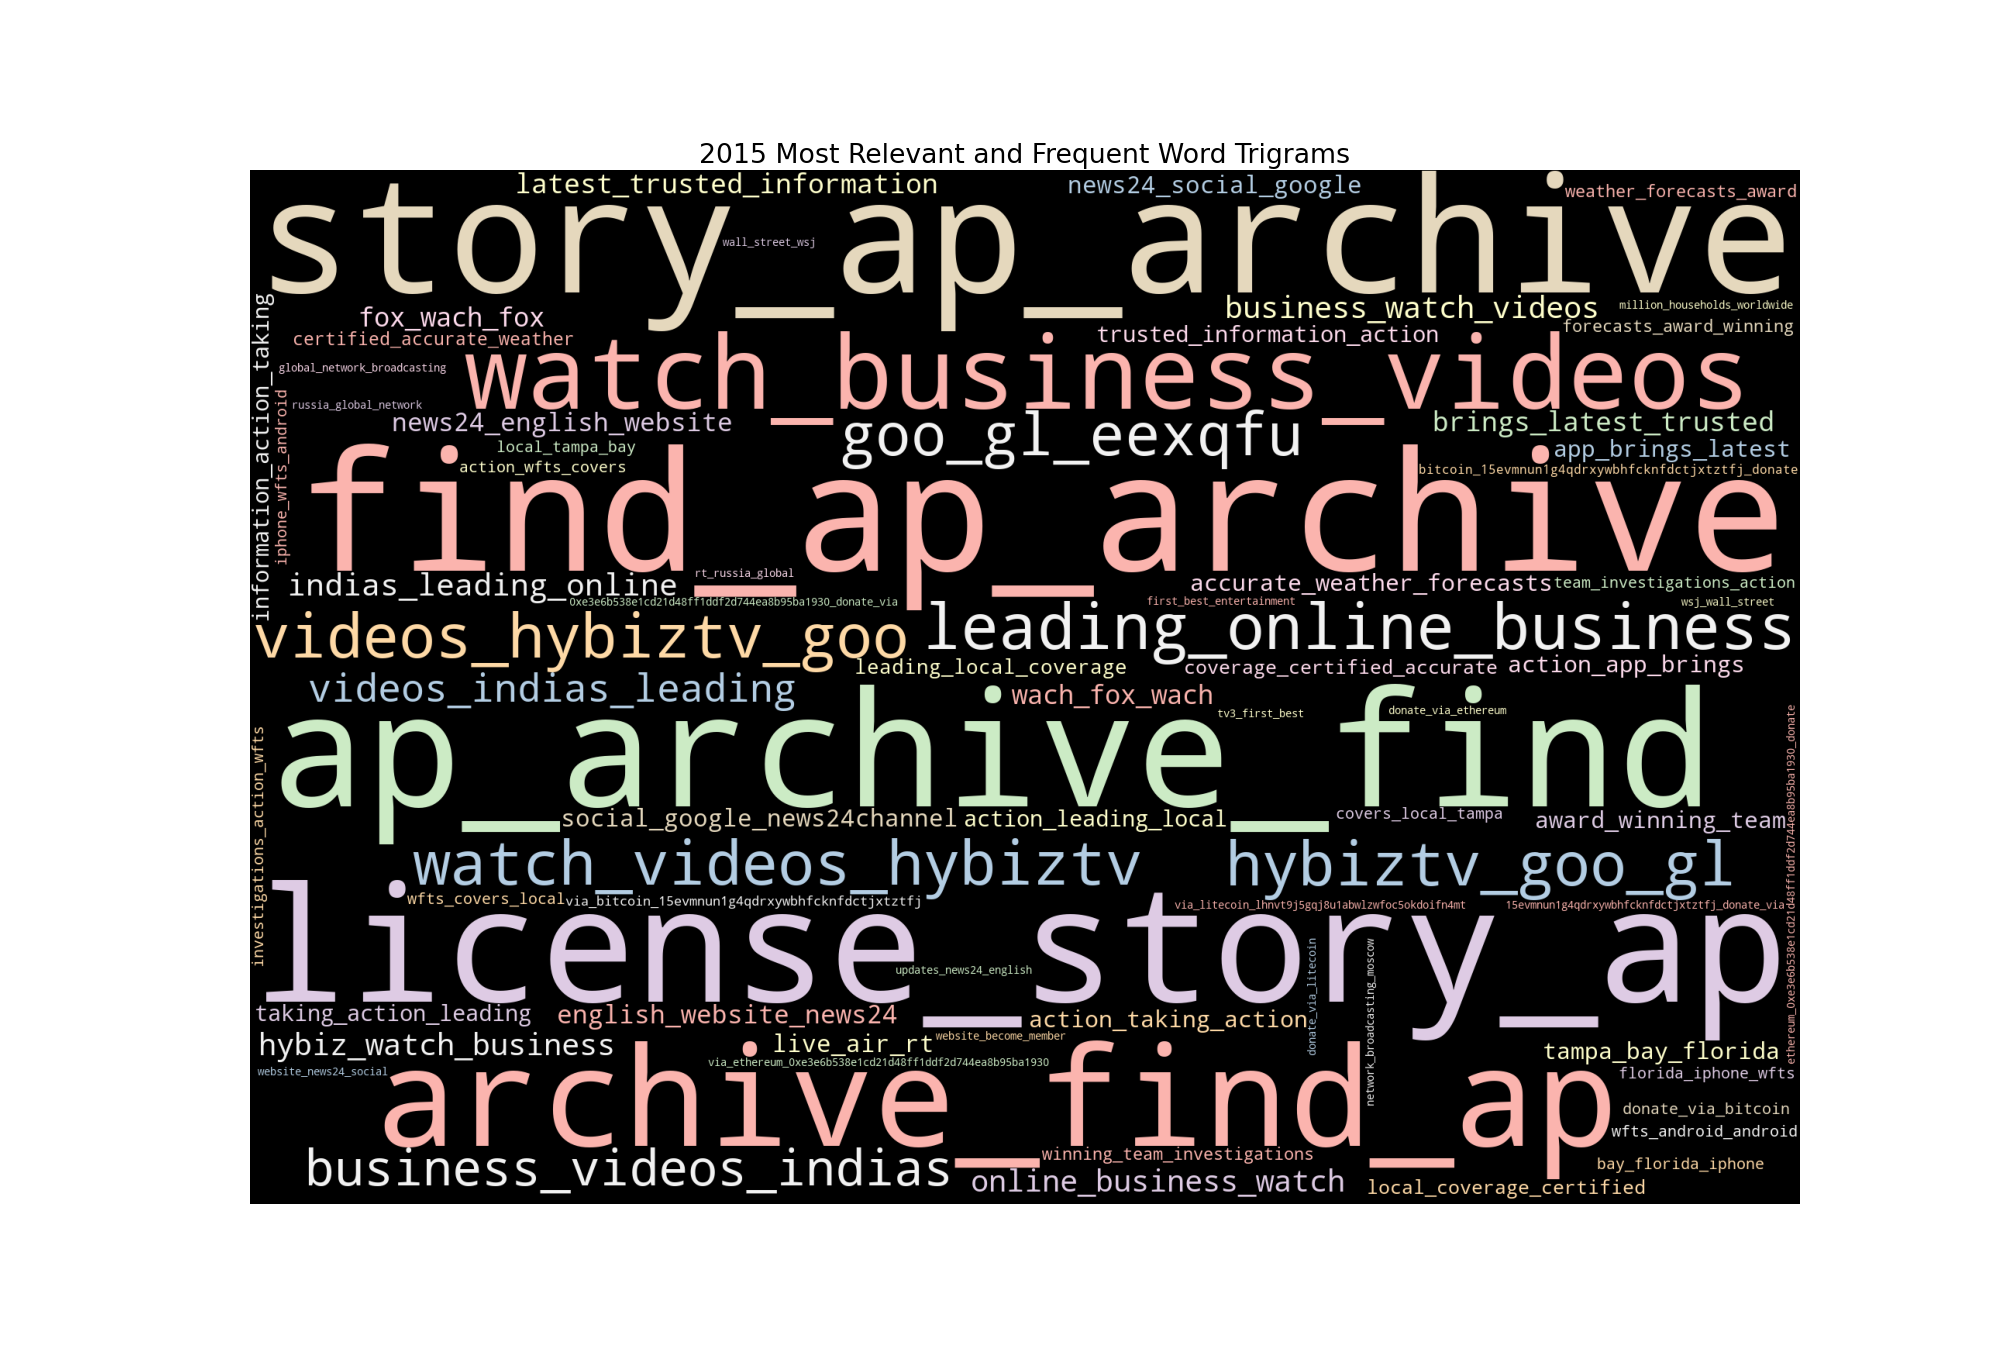 2015 Most Relevant and Frequent Word Trigrams
latest_trusted_information
news24_social_google
weather_forecasts_award
story_ap_archive
wall_street_wsj
information_action_taking
fox_wach_fox
business_watch_videos
million_households_worldwide
certified_accurate_weather
trusted_information_action
forecasts_award_winning
global_network_broadcasting
watch_business_videos
iphone_wfts_android
russia_global_network
news24_english_website
goo_gl_eexqfu
brings_latest_trusted
local_tampa_bay
app_brings_latest
action_wfts_covers
bitcoin_15evmnun1g4qdrxywbhfcknfdctjxtztfj_donate
find_ap_archive
indias_leading_online
rt_russia_global
accurate_weather_forecasts
team_investigations_action
0xe3e6b538e1cd21d48ff1ddf2d744ea8b95ba1930_donate_via
first_best_entertainment
wsj_wall_street
videos_hybiztv_goo
leading_online_business
leading_local_coverage
coverage_certified_accurate
action_app_brings
videos_indias_leading
wach_fox_wach
tv3_first_best
donate_via_ethereum
ap_archive_find
investigations_action_wfts
ethereum_0xe3e6b538e1cd21d48ff1ddf2d744ea8b95ba1930_donate
social_google_news24channel
action_leading_local
covers_local_tampa
award_winning_team
watch_videos_hybiztv
hybiztv_goo_gl
wfts_covers_local
via_bitcoin_15evmnun1g4qdrxywbhfcknfdctjxtztfj
via_litecoin_lhnvt9j5gqj8u1abwlzwfoc5okdoifn4mt
15evmnun1g4qdrxywbhfcknfdctjxtztfj_donate_via
license_story_ap
updates_news24_english
donate_via_litecoin
network_broadcasting_moscow
taking_action_leading
english_website_news24
action_taking_action
hybiz_watch_business
live_air_rt
website_become_member
tampa_bay_florida
via_ethereum_0xe3e6b538e1cd21d48ff1ddf2d744ea8b95ba1930
website_news24_social
florida_iphone_wfts
archive_find_ap
donate_via_bitcoin
wfts_android_android
business_videos_indias
winning_team_investigations
bay_florida_iphone
online_business_watch
local_coverage_certified